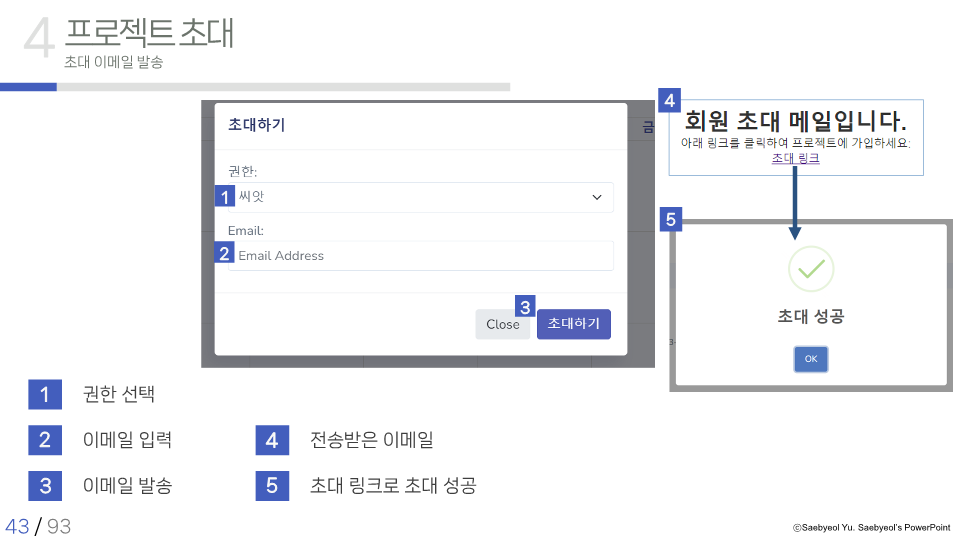 4 프로젝트 초대
초대 이메일 발송
초대하기
권한:
1 씨앗
Email:
2 Email Address
3
Close 초대하기
금
4
회원 초대 메일입니다.
아래 링크를 클릭하여 프로젝트에 가입하세요:
초대 링크
5
초대 성공
OK
1 권한 선택
2 이메일 입력
3 이메일 발송
4 전송받은 이메일
5 초대 링크로 초대 성공
43 / 93
©Saebyeol Yu. Saebyeol's PowerPoint